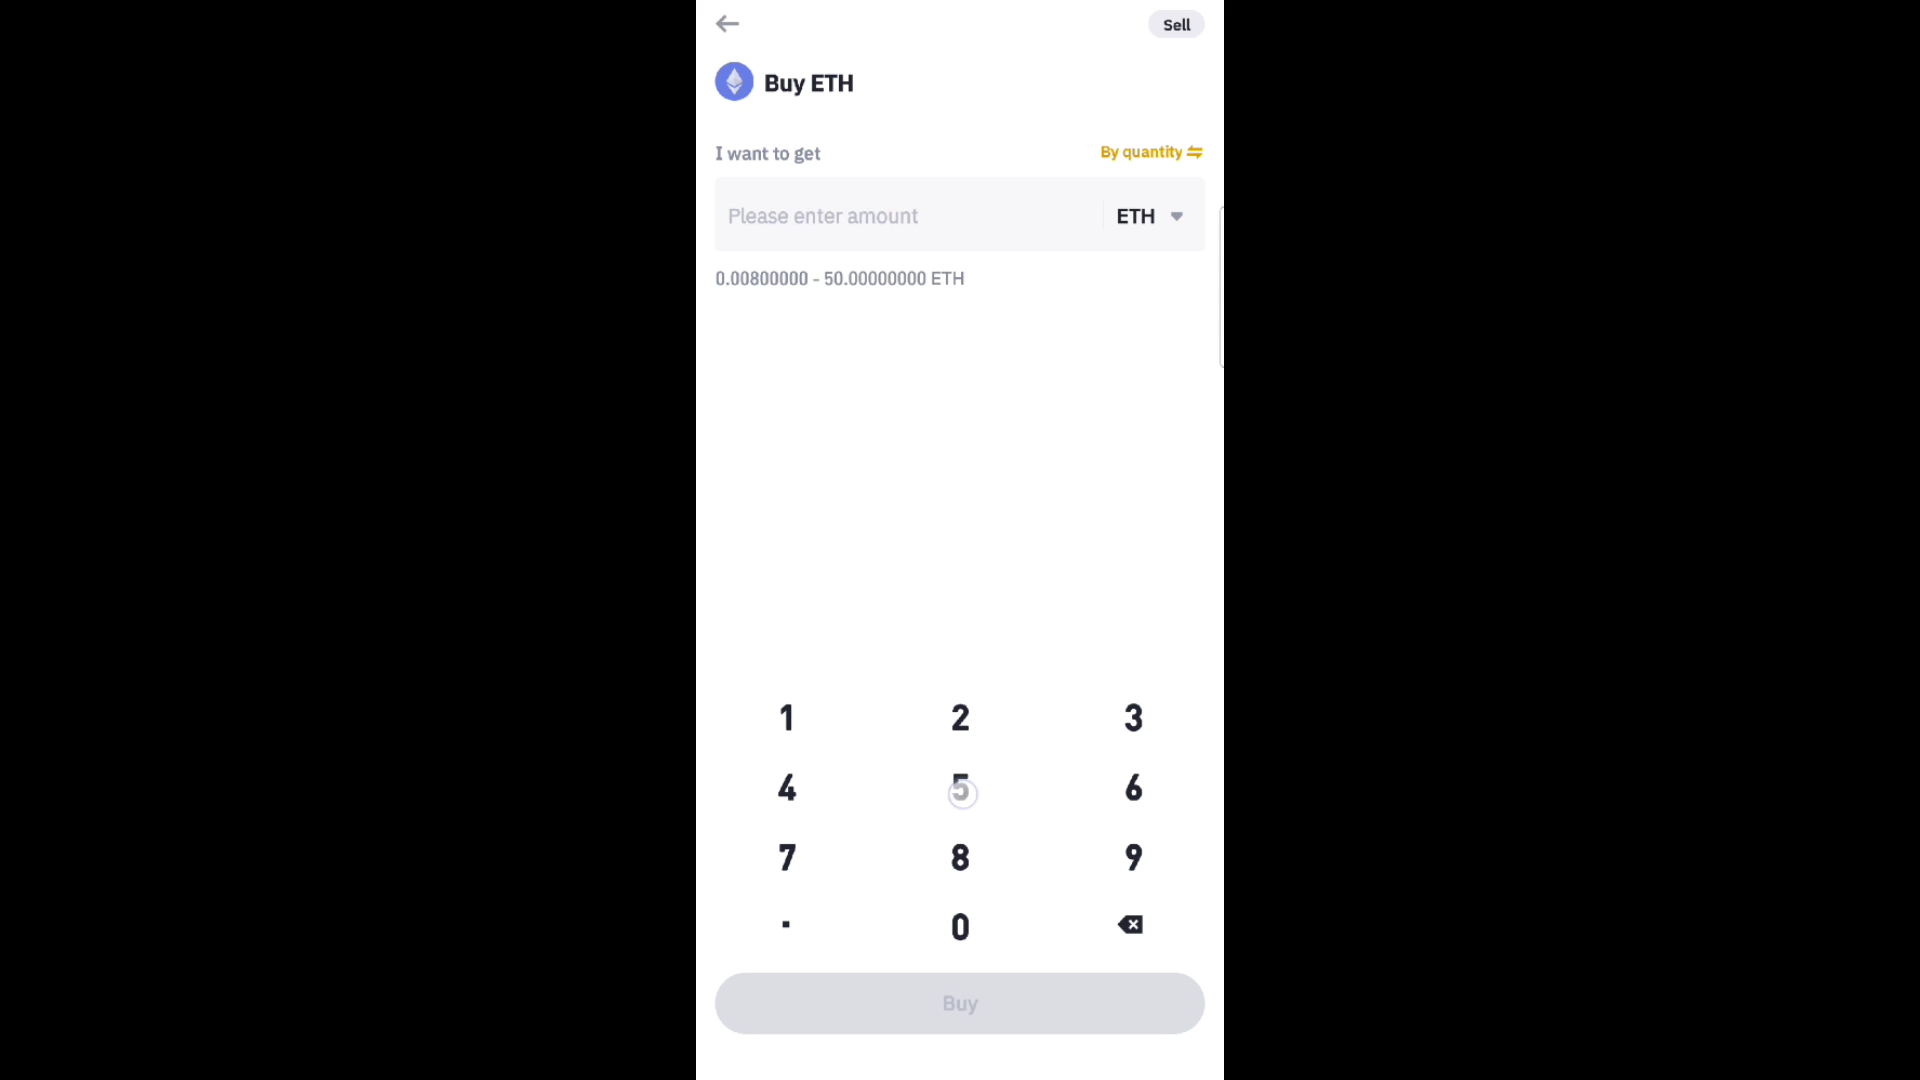 Sell
Buy ETH
I want to get
By quantity
Please enter amount
ETH
0.00800000 - 50.00000000 ETH
1 2 3
4 5 6
7 8 9
. 0
Buy